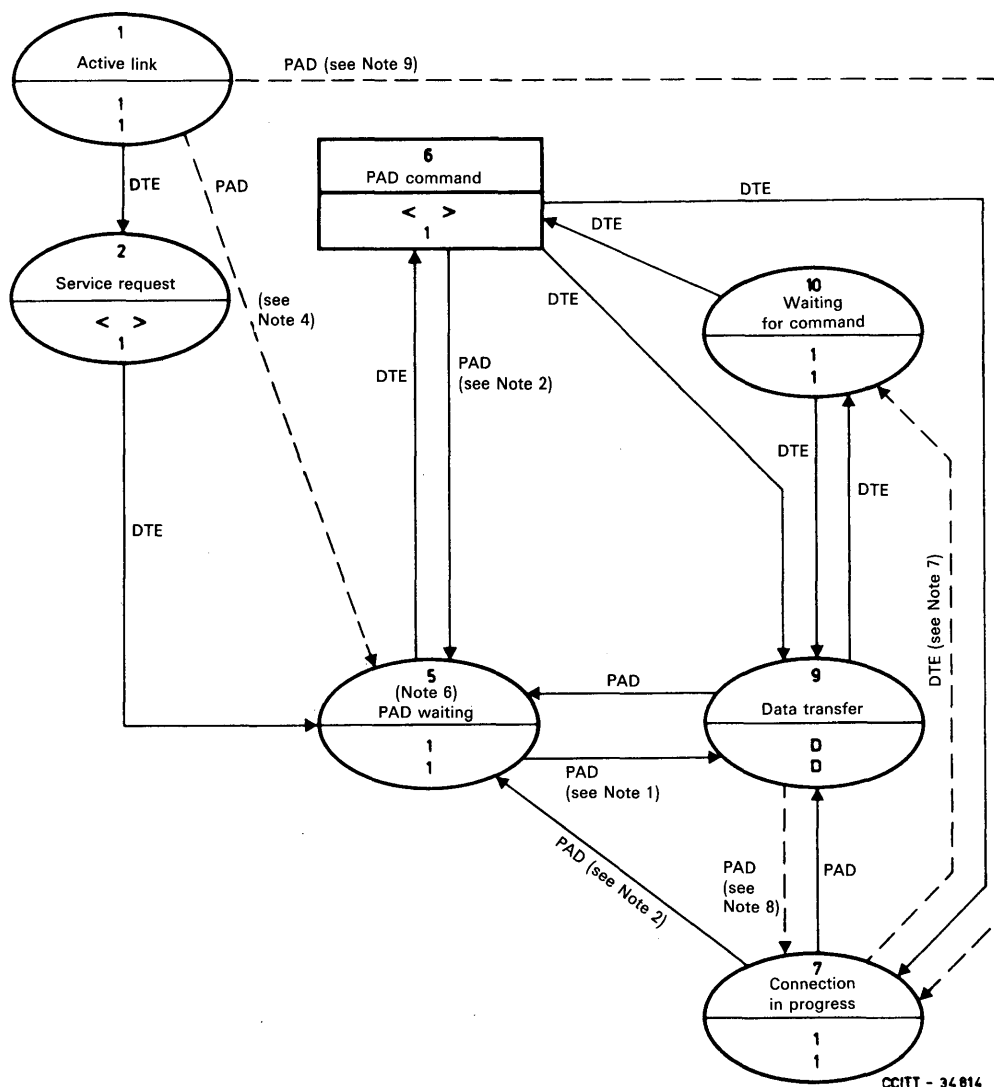 1
Active link
1
1
PAD (see Note 9)
DTE
PAD
6
PAD command
< >
1
DTE
DTE
2
Service request
< >
1
(see
Note 4)
DTE
10
Waiting
for command
1
1
DTE
PAD
(see Note 2)
DTE
DTE
DTE
DTE (see Note 7)
5
(Note 6)
PAD waiting
1
1
PAD
9
Data transfer
D
D
PAD
(see Note 1)
PAD (see Note 2)
PAD
(see
Note 8)
PAD
7
Connection
in progress
1
1
CCITT - 34814